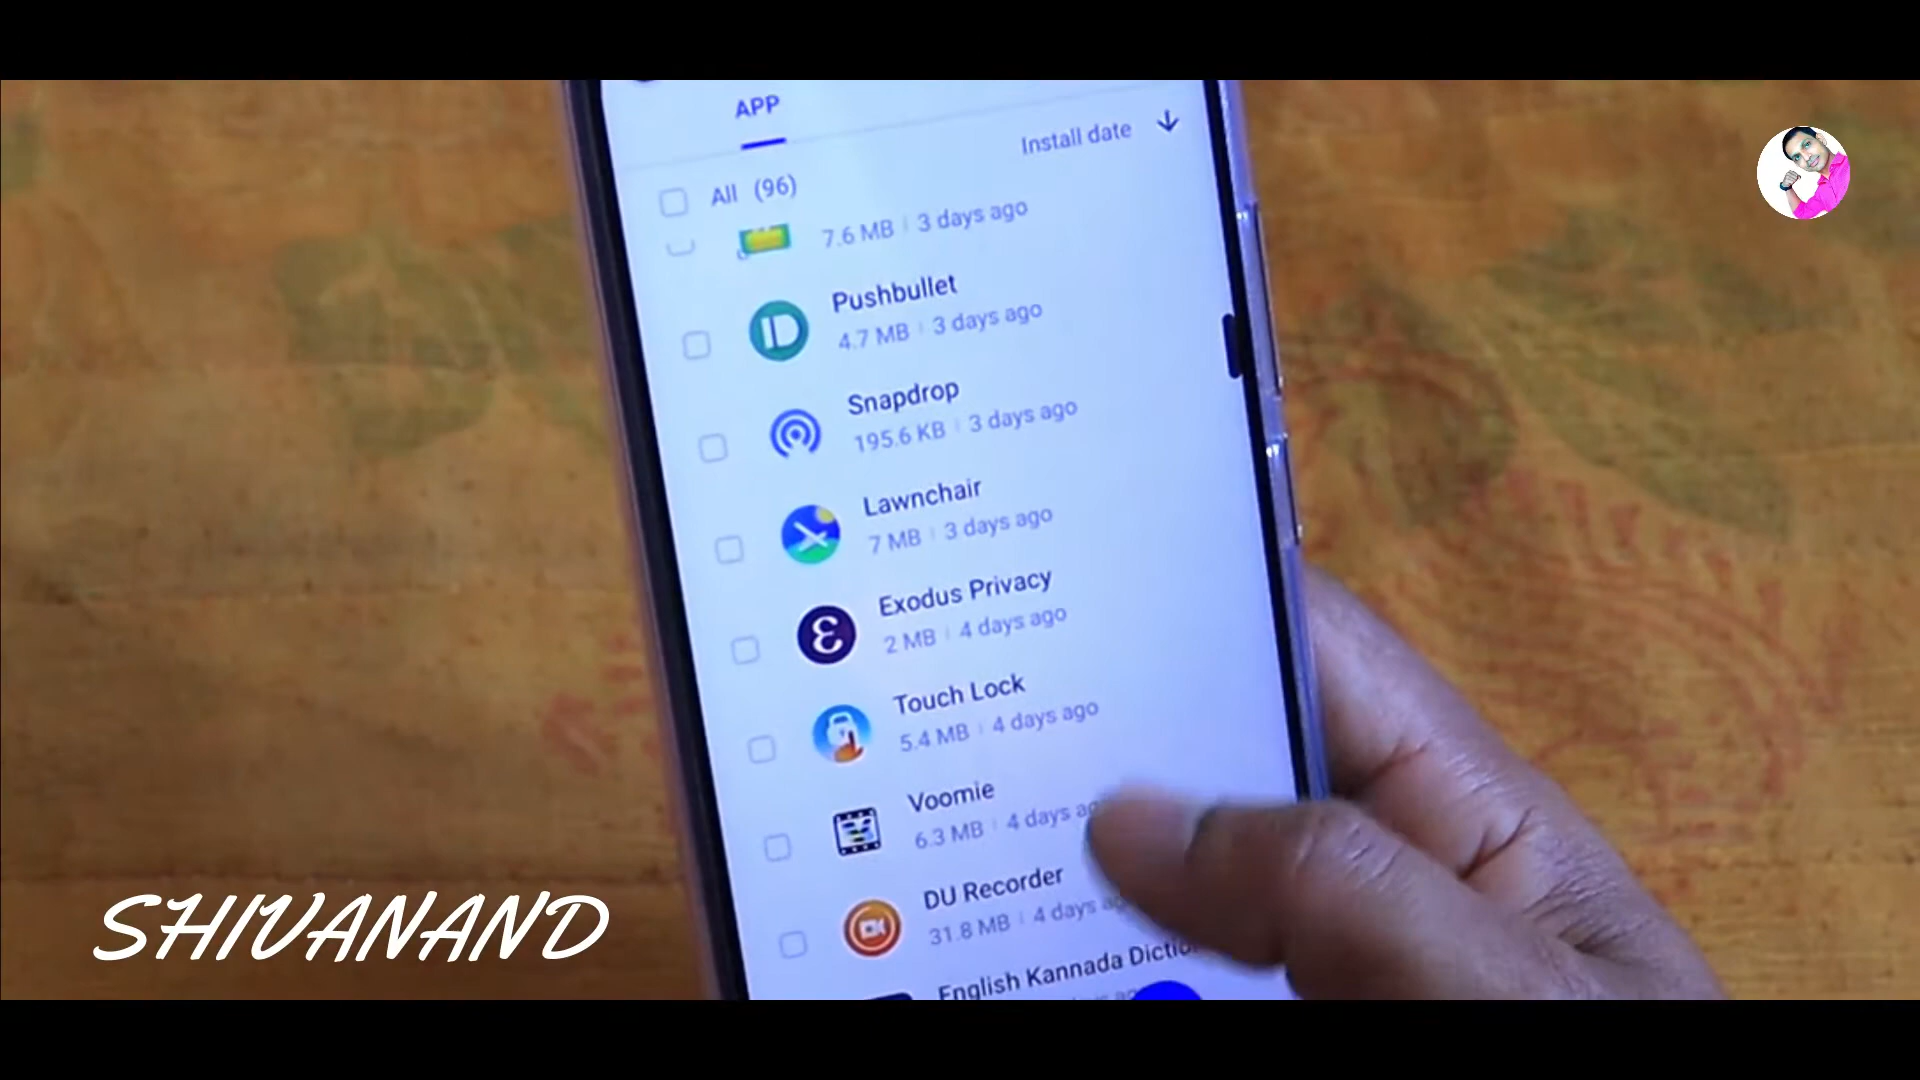 APP
Install date
All (96)
7.6 MB | 3 days ago
Pushbullet
4.7 MB | 3 days ago
Snapdrop
195.6 KB | 3 days ago
Lawnchair
7 MB | 3 days ago
Exodus Privacy
2 MB | 4 days ago
Touch Lock
5.4 MB | 4 days ago
Voomie
6.3 MB | 4 days
DU Recorder
31.8 MB | 4 days
English Kannada
SHIVANAND